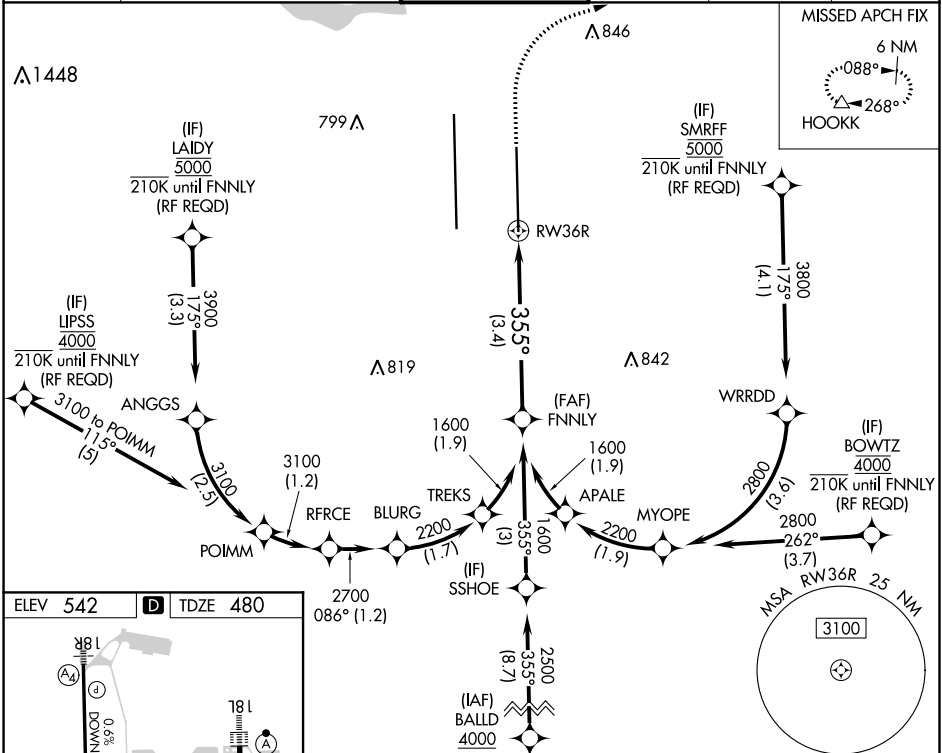 MISSED APCH FIX
6 NM
088°
268°
HOOKK
846
1448
799
(IF)
LAIDY
5000
210K until FNNLY
(RF REQD)
(IF)
SMRFF
5000
210K until FNNLY
(RF REQD)
RW36R
3900
175°
(3.3)
3800
175°
(4.1)
355°
(3.4)
(IF)
LIPSS
4000
210K until FNNLY
(RF REQD)
819
842
ANGGS
(FAF)
FNNLY
WRRDD
3100 to POIMM
115°
(5)
(IF)
BOWTZ
4000
210K until FNNLY
(RF REQD)
1600
(1.9)
1600
(1.9)
3100
(2.5)
3100
(1.2)
2800
(3.6)
RFRCE
BLURG
TREKS
APALE
MYOPE
POIMM
2200
(1.7)
2200
(1.9)
2800
262°
(3.7)
1600
355°
(3)
2700
086° (1.2)
(IF)
SSHOE
2500
355°
(8.7)
(IAF)
BALLD
4000
MSA RW36R 25 NM
3100
ELEV 542
D
TDZE 480
18R
A4
P
0.6%
DOWN
18L
A